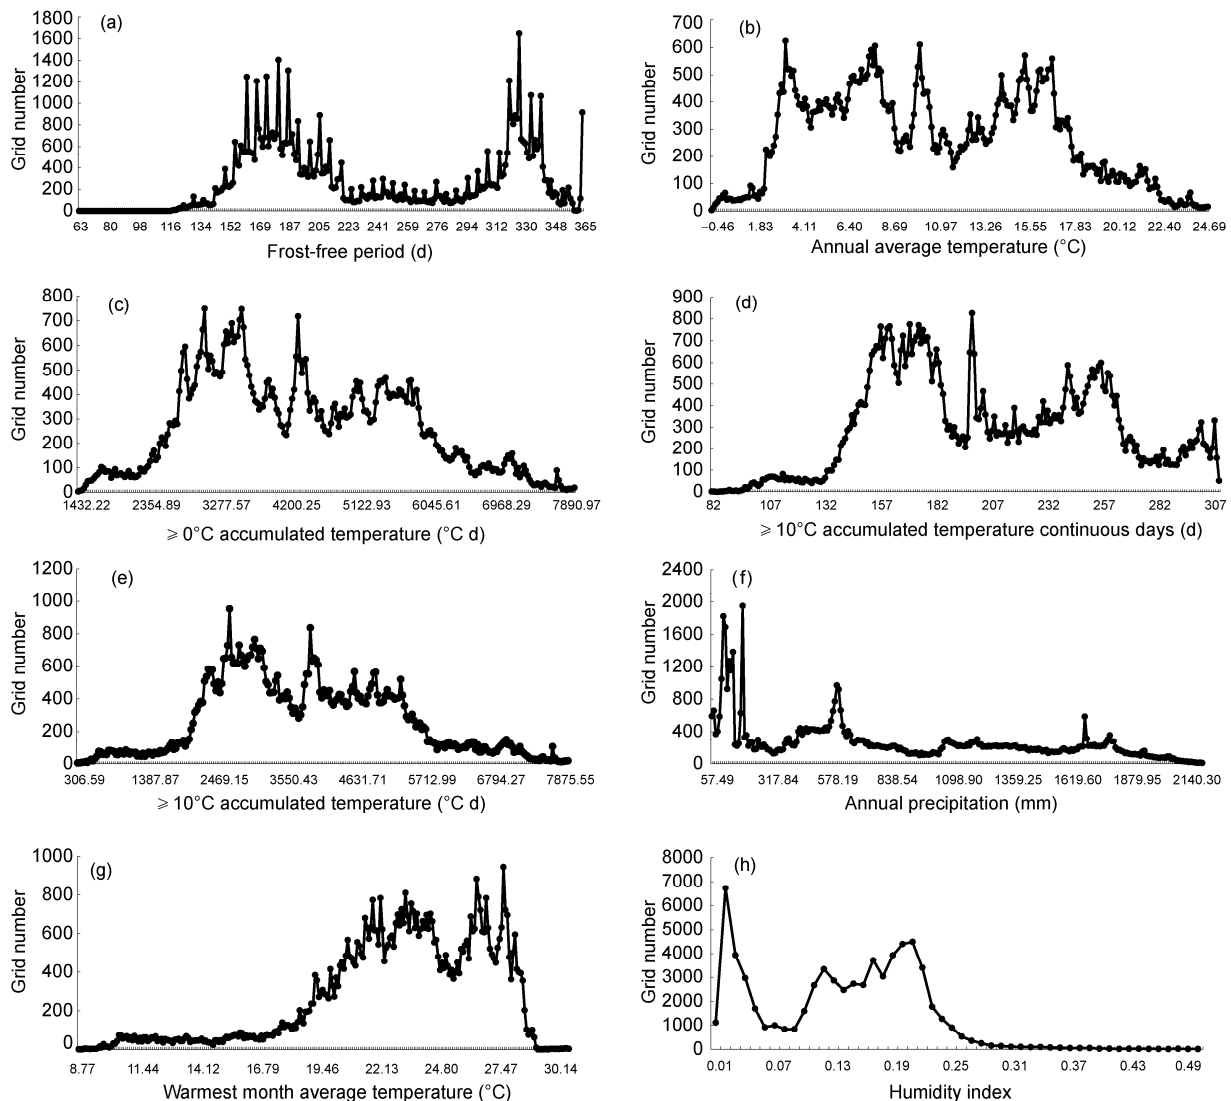 (a)
Grid number
1800
1600
1400
1200
1000
800
600
400
200
0
63 80 98 116 134 152 169 187 205 223 241 258 276 294 312 330 348 365
Frost-free period (d)
(b)
Grid number
700
600
500
400
300
200
100
0
−0.46 1.83 4.11 6.40 8.69 10.97 13.26 15.55 17.83 20.12 22.40 24.69
Annual average temperature (°C)
(c)
Grid number
800
700
600
500
400
300
200
100
0
1432.22 2354.89 3277.57 4200.25 5122.93 6045.61 6968.29 7890.97
⩾ 0°C accumulated temperature (°C d)
(d)
Grid number
900
800
700
600
500
400
300
200
100
0
82 107 132 157 182 207 232 257 282 307
⩾ 10°C accumulated temperature continuous days (d)
(e)
Grid number
1200
1000
800
600
400
200
0
306.59 1387.87 2469.15 3550.43 4631.71 5712.99 6794.27 7875.55
⩾ 10°C accumulated temperature (°C d)
(f)
Grid number
2400
2000
1600
1200
800
400
0
57.49 317.84 578.19 838.54 1098.90 1359.25 1619.60 1879.95 2140.30
Annual precipitation (mm)
(g)
Grid number
1000
800
600
400
200
0
8.77 11.44 14.12 16.79 19.46 22.13 24.80 27.47 30.14
Warmest month average temperature (°C)
(h)
Grid number
8000
7000
6000
5000
4000
3000
2000
1000
0
0.01 0.07 0.13 0.19 0.25 0.31 0.37 0.43 0.49
Humidity index